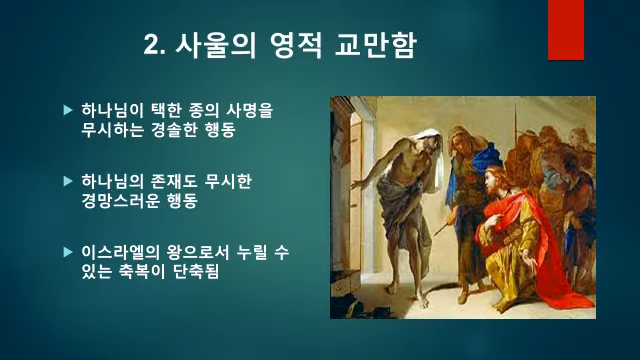 2. 사울의 영적 교만함
하나님이 택한 종의 사명을
무시하는 경솔한 행동
하나님의 존재도 무시한
경망스러운 행동
이스라엘의 왕으로서 누릴 수
있는 축복이 단축됨